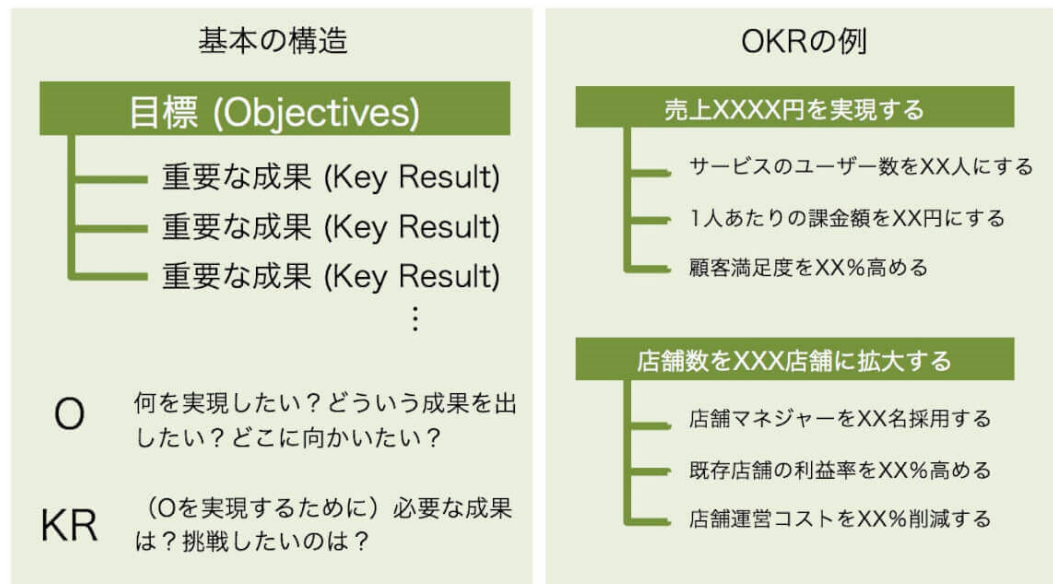 基本の構造
目標 (Objectives)
重要な成果 (Key Result)
重要な成果 (Key Result)
重要な成果 (Key Result)
⋮
O
何を実現したい？どういう成果を出
したい？どこに向かいたい？
KR
（Oを実現するために）必要な成果
は？挑戦したいのは？
OKRの例
売上XXXX円を実現する
サービスのユーザー数をXX人にする
1人あたりの課金額をXX円にする
顧客満足度をXX％高める
店舗数をXXX店舗に拡大する
店舗マネジャーをXX名採用する
既存店舗の利益率をXX％高める
店舗運営コストをXX％削減する